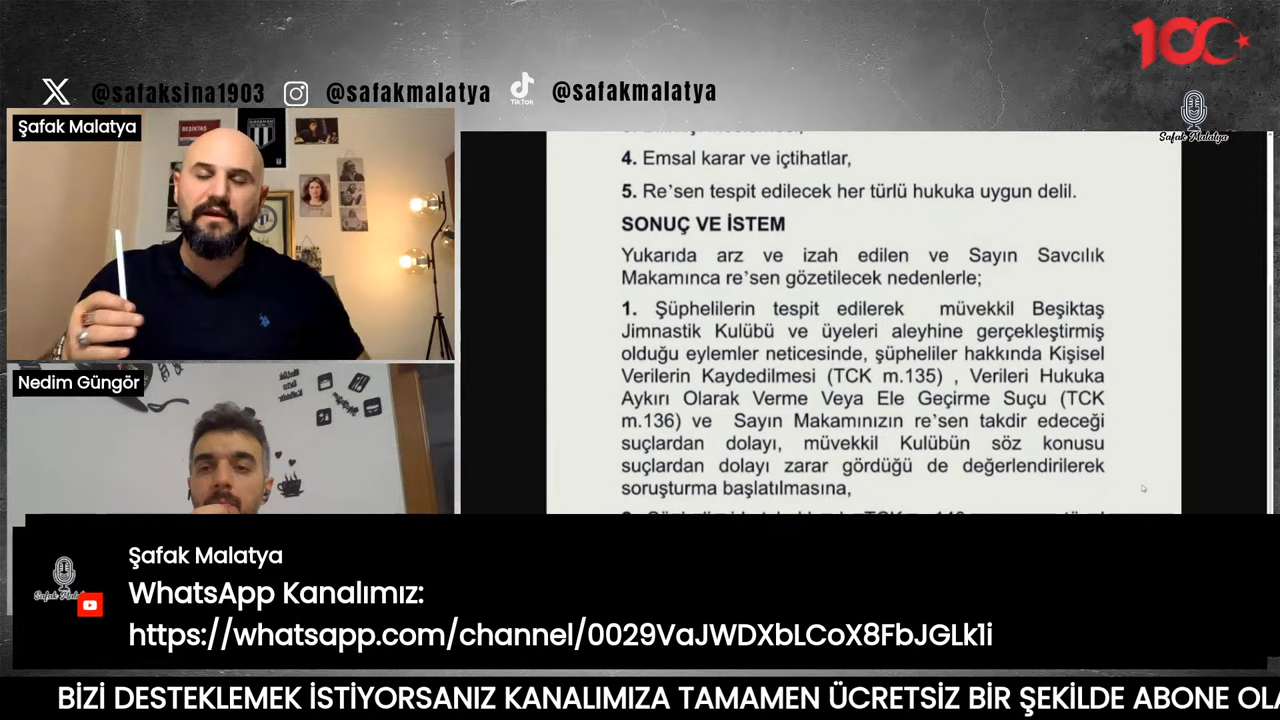 100
@safaksina1903
@safakmalatya
TikTok
@safakmalatya
Şafak Malatya
Şafak Malatya
BEŞİKTAŞ
4. Emsal karar ve içtihatlar,
5. Re’sen tespit edilecek her türlü hukuka uygun delil.
SONUÇ VE İSTEM
Yukarıda arz ve izah edilen ve Sayın Savcılık
Makamınca re’sen gözetilecek nedenlerle;
1. Şüphelilerin tespit edilerek müvekkil Beşiktaş
Jimnastik Kulübü ve üyeleri aleyhine gerçekleştirmiş
olduğu eylemler neticesinde, şüpheliler hakkında Kişisel
Verilerin Kaydedilmesi (TCK m.135) , Verileri Hukuka
Aykırı Olarak Verme Veya Ele Geçirme Suçu (TCK
m.136) ve Sayın Makamınızın re’sen takdir edeceği
suçlardan dolayı, müvekkil Kulübün söz konusu
suçlardan dolayı zarar gördüğü de değerlendirilerek
soruşturma başlatılmasına,
Nedim Güngör
Şafak Malatya
WhatsApp Kanalımız:
https://whatsapp.com/channel/0029VaJWDXbLCoX8FbJGLk1i
BİZİ DESTEKLEMEK İSTİYORSANIZ KANALIMIZA TAMAMEN ÜCRETSİZ BİR ŞEKİLDE ABONE OLA